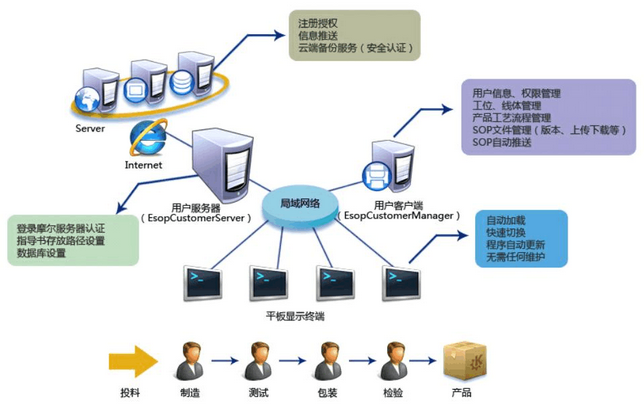 注册授权
信息推送
云端备份服务（安全认证）
Server
Internet
用户信息、权限管理
工位、线体管理
产品工艺流程管理
SOP文件管理（版本、上传下载等）
SOP自动推送
用户服务器
（EsopCustomerServer）
局域网络
用户客户端
（EsopCustomerManager）
登录摩尔服务器认证
指导书存放路径设置
数据库设置
自动加载
快速切换
程序自动更新
无需任何维护
平板显示终端
投料
制造
测试
包装
检验
产品